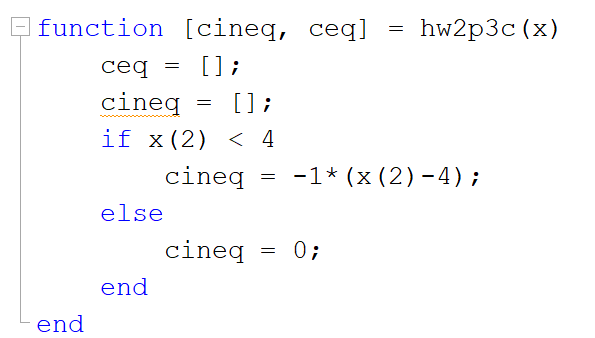 function [cineq, ceq] = hw2p3c(x)
    ceq = [];
    cineq = [];
    if x(2) < 4
        cineq = -1*(x(2)-4);
    else
        cineq = 0;
    end
end